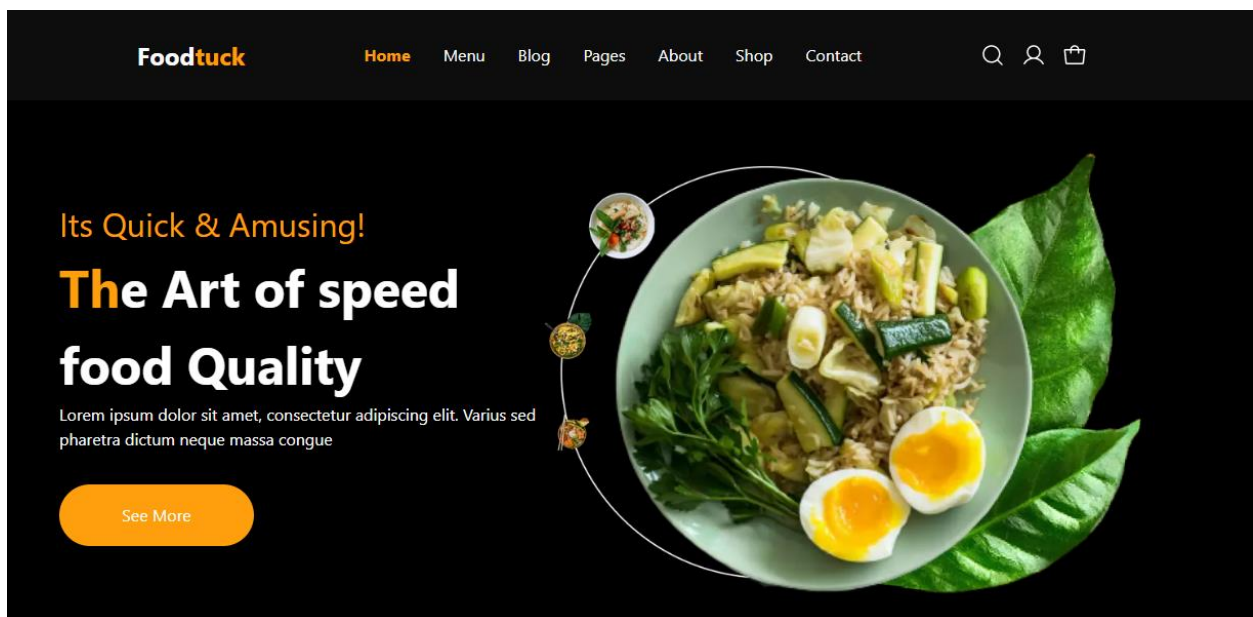 Foodtuck Home Menu Blog Pages About Shop Contact
Its Quick & Amusing!
The Art of speed
food Quality
Lorem ipsum dolor sit amet, consectetur adipiscing elit. Varius sed
pharetra dictum neque massa congue
See More